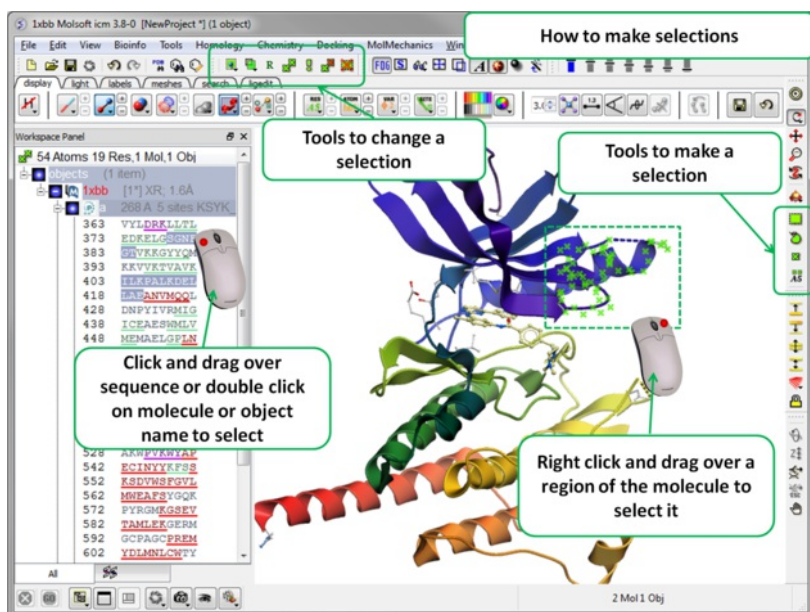 1xbb Molsoft icm 3.8-0 [NewProject *] (1 object)
How to make selections
File Edit View Bioinfo Tools Homology Chemistry Docking MolMechanics
display light labels meshes search ligedit
Tools to change a
selection
Tools to make a
selection
Workspace Panel
54 Atoms 19 Res,1 Mol,1 Obj
objects (1 item)
1xbb [1*] XR; 1.6Å
a 268 A 5 sites KSYK_
363 VYLDRKLLTL
373 EDKELGSGNF
383 GTVKKGYYQM
393 KKVVKTVAVK
403 ILKPALKDEL
418 LAEANVMQQL
428 DNPYIVRMIG
438 ICEAESWMLV
448 MEMAELGPLN
Click and drag over
sequence or double click
on molecule or object
name to select
528 AKWPVKWYAP
542 ECINYYKFSS
552 KSDVWSFGVL
562 MWEAFSYGQK
572 PYRGMKGSEV
582 TAMLEKGERM
592 GCPAGCPREM
602 YDLMNLCWTY
Right click and drag over a
region of the molecule to
select it
All
2 Mol 1 Obj